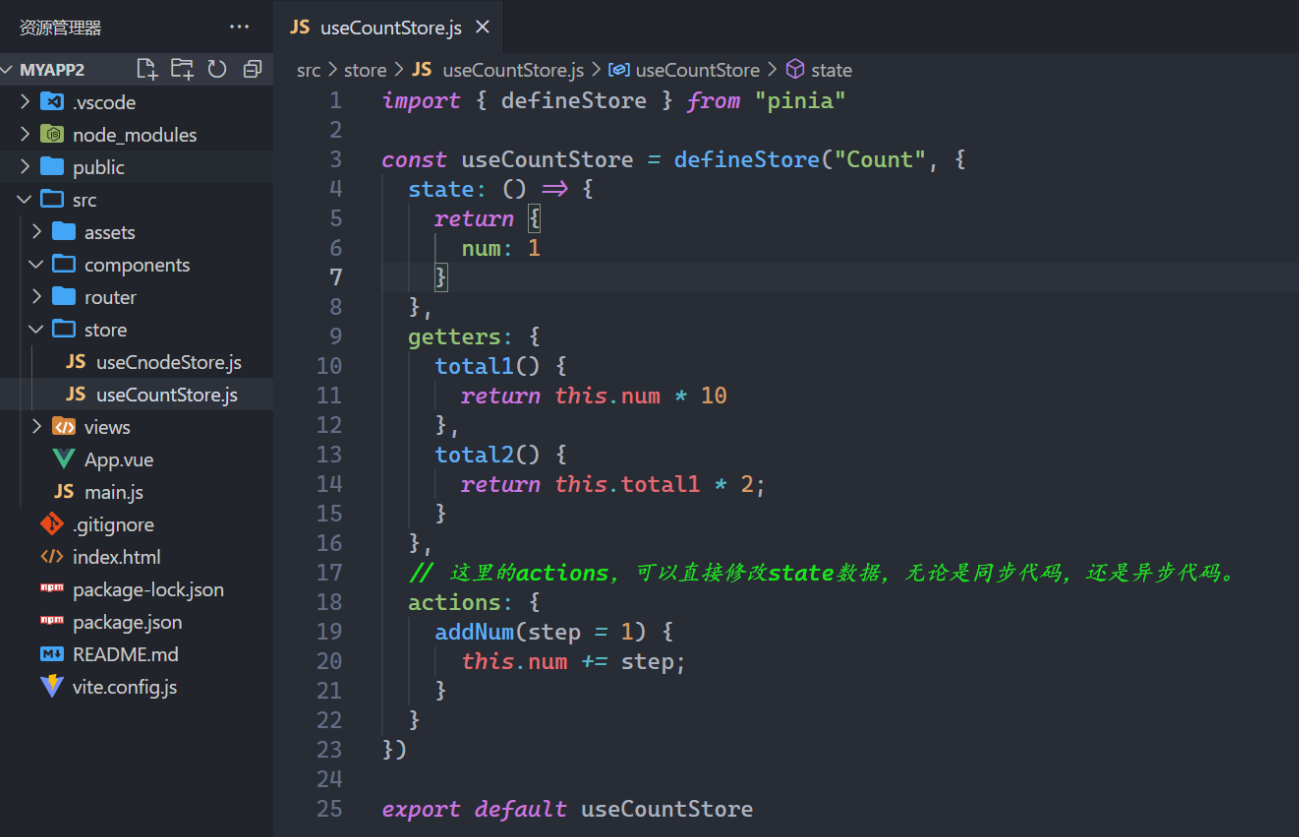 资源管理器 ···
MYAPP2
.vscode
node_modules
public
src
assets
components
router
store
JS useCnodeStore.js
JS useCountStore.js
views
App.vue
JS main.js
.gitignore
index.html
npm package-lock.json
npm package.json
M↓ README.md
vite.config.js
JS useCountStore.js ×
src > store > JS useCountStore.js > useCountStore > state
1 import { defineStore } from "pinia"
2
3 const useCountStore = defineStore("Count", {
4 state: () => {
5 return {
6 num: 1
7 }
8 },
9 getters: {
10 total1() {
11 return this.num * 10
12 },
13 total2() {
14 return this.total1 * 2;
15 }
16 },
17 // 这里的actions，可以直接修改state数据，无论是同步代码，还是异步代码。
18 actions: {
19 addNum(step = 1) {
20 this.num += step;
21 }
22 }
23 })
24
25 export default useCountStore